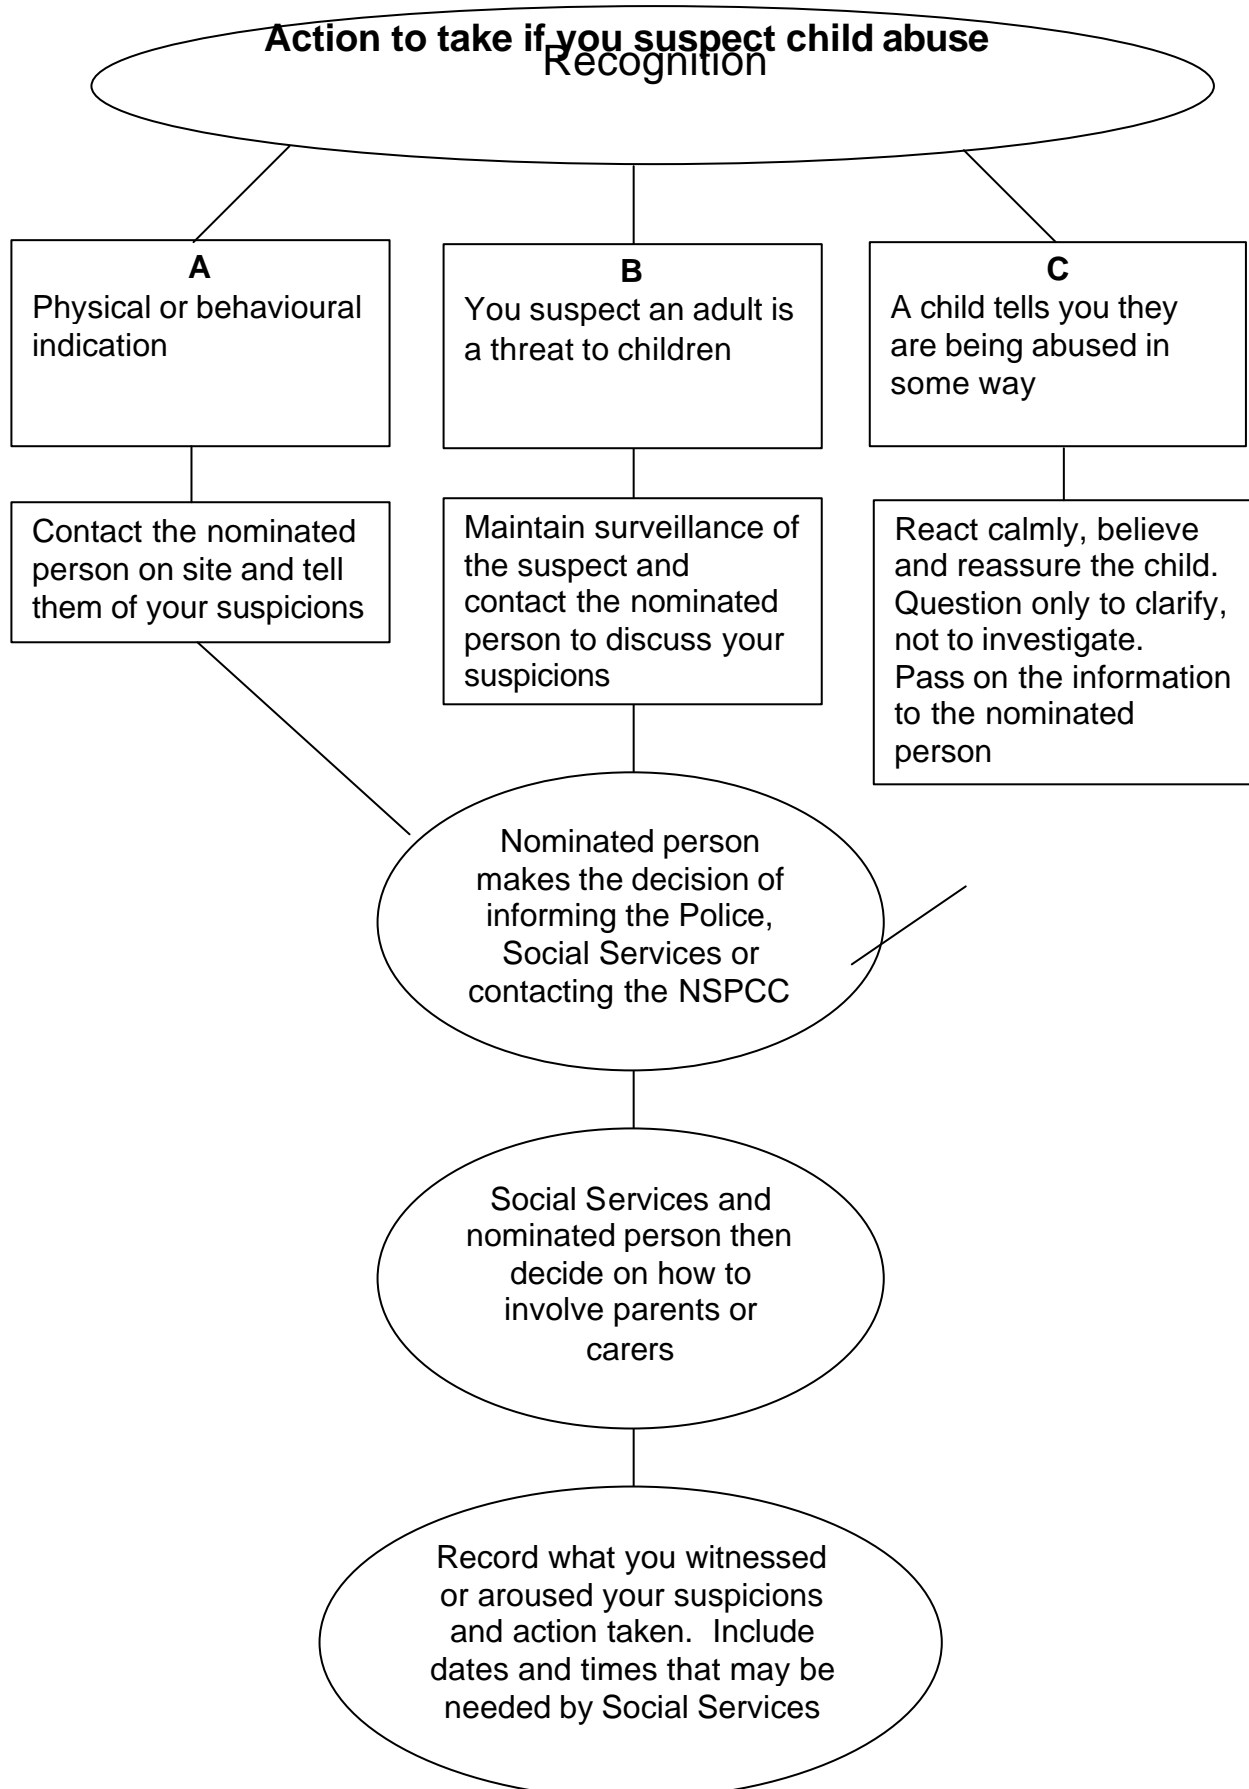 Action to take if you suspect child abuse
Recognition
A
Physical or behavioural
indication
B
You suspect an adult is
a threat to children
C
A child tells you they
are being abused in
some way
Contact the nominated
person on site and tell
them of your suspicions
Maintain surveillance of
the suspect and
contact the nominated
person to discuss your
suspicions
React calmly, believe
and reassure the child.
Question only to clarify,
not to investigate.
Pass on the information
to the nominated
person
Nominated person
makes the decision of
informing the Police,
Social Services or
contacting the NSPCC
Social Services and
nominated person then
decide on how to
involve parents or
carers
Record what you witnessed
or aroused your suspicions
and action taken.  Include
dates and times that may be
needed by Social Services